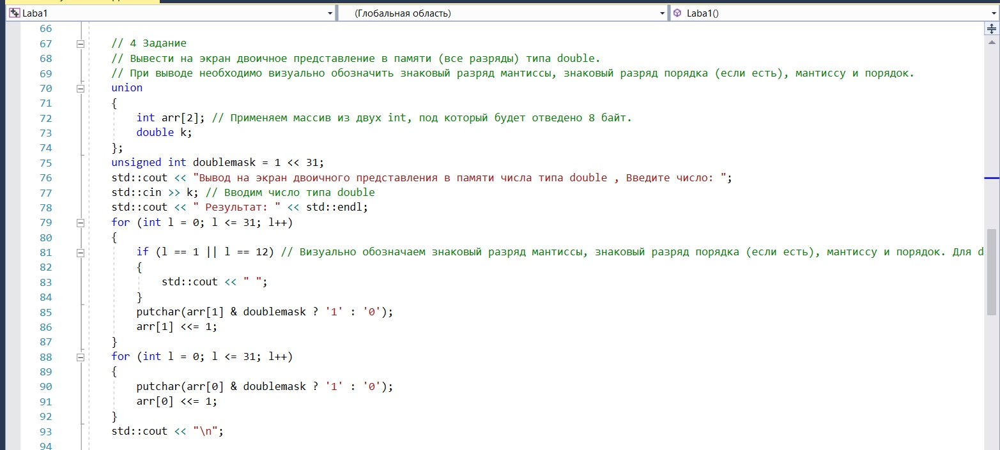 Laba1 (Глобальная область) Laba1()
66
67 // 4 Задание
68 // Вывести на экран двоичное представление в памяти (все разряды) типа double.
69 // При выводе необходимо визуально обозначить знаковый разряд мантиссы, знаковый разряд порядка (если есть), мантиссу и порядок.
70 union
71 {
72 int arr[2]; // Применяем массив из двух int, под который будет отведено 8 байт.
73 double k;
74 };
75 unsigned int doublemask = 1 << 31;
76 std::cout << "Вывод на экран двоичного представления в памяти числа типа double , Введите число: ";
77 std::cin >> k; // Вводим число типа double
78 std::cout << " Результат: " << std::endl;
79 for (int l = 0; l <= 31; l++)
80 {
81 if (l == 1 || l == 12) // Визуально обозначаем знаковый разряд мантиссы, знаковый разряд порядка (если есть), мантиссу и порядок. Для d
82 {
83 std::cout << " ";
84 }
85 putchar(arr[1] & doublemask ? '1' : '0');
86 arr[1] <<= 1;
87 }
88 for (int l = 0; l <= 31; l++)
89 {
90 putchar(arr[0] & doublemask ? '1' : '0');
91 arr[0] <<= 1;
92 }
93 std::cout << "\n";
94